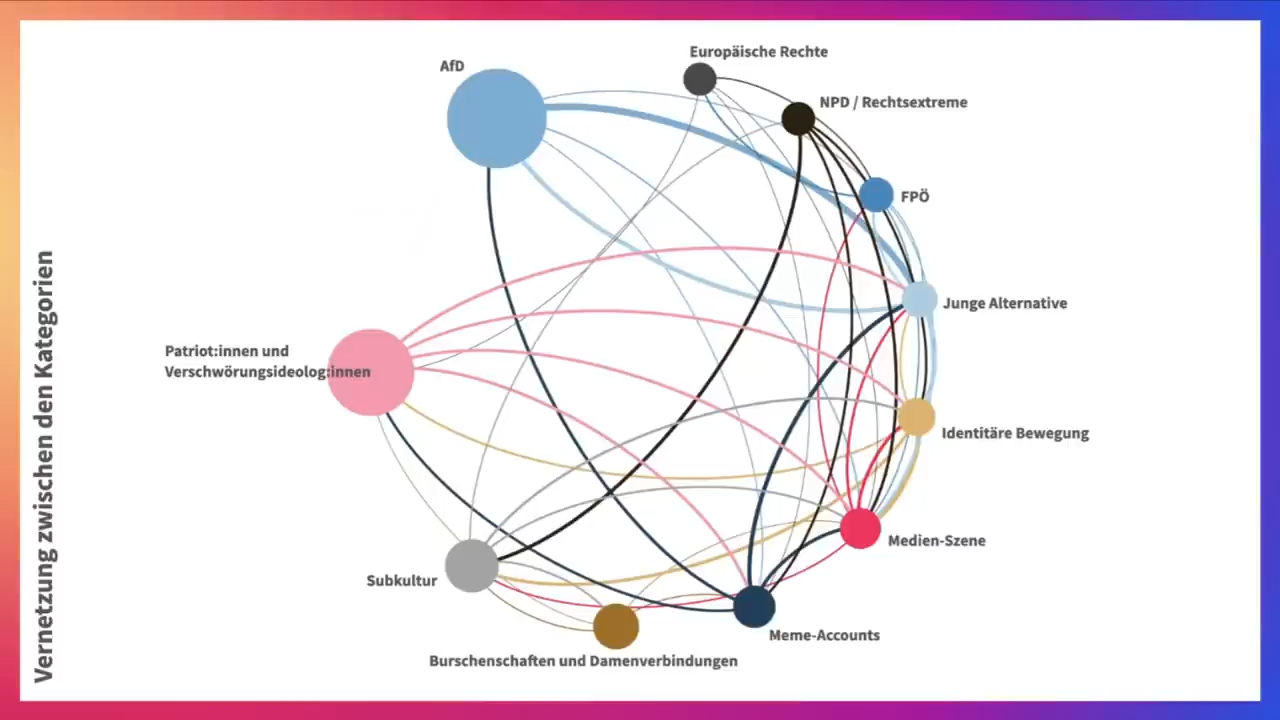 Vernetzung zwischen den Kategorien
Europäische Rechte
AfD
NPD / Rechtsextreme
FPÖ
Junge Alternative
Patriot:innen und
Verschwörungsideolog:innen
Identitäre Bewegung
Medien-Szene
Subkultur
Meme-Accounts
Burschenschaften und Damenverbindungen